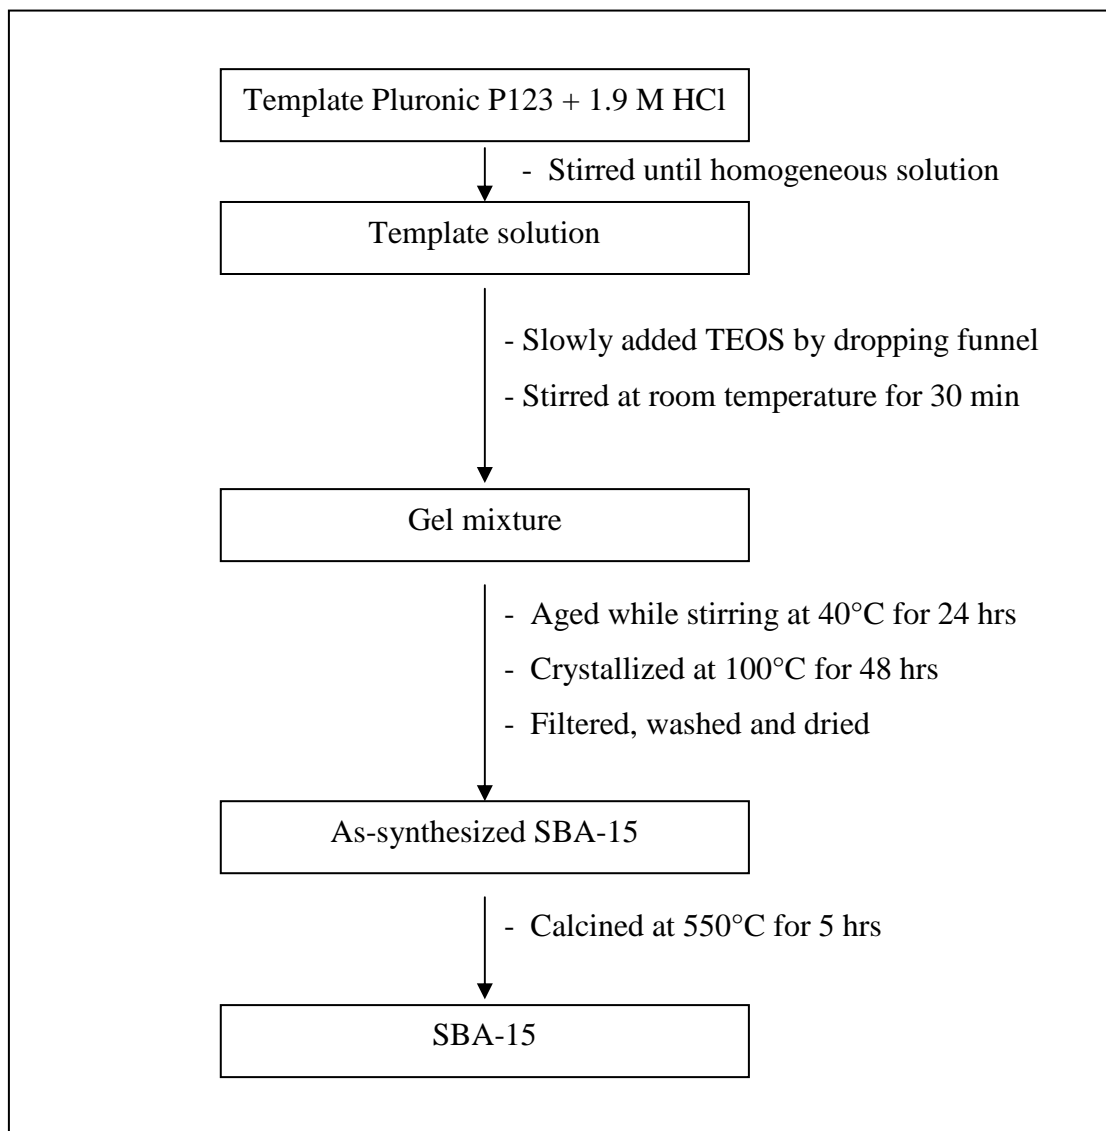 Template Pluronic P123 + 1.9 M HCl
- Stirred until homogeneous solution
Template solution
- Slowly added TEOS by dropping funnel
- Stirred at room temperature for 30 min
Gel mixture
- Aged while stirring at 40°C for 24 hrs
- Crystallized at 100°C for 48 hrs
- Filtered, washed and dried
As-synthesized SBA-15
- Calcined at 550°C for 5 hrs
SBA-15